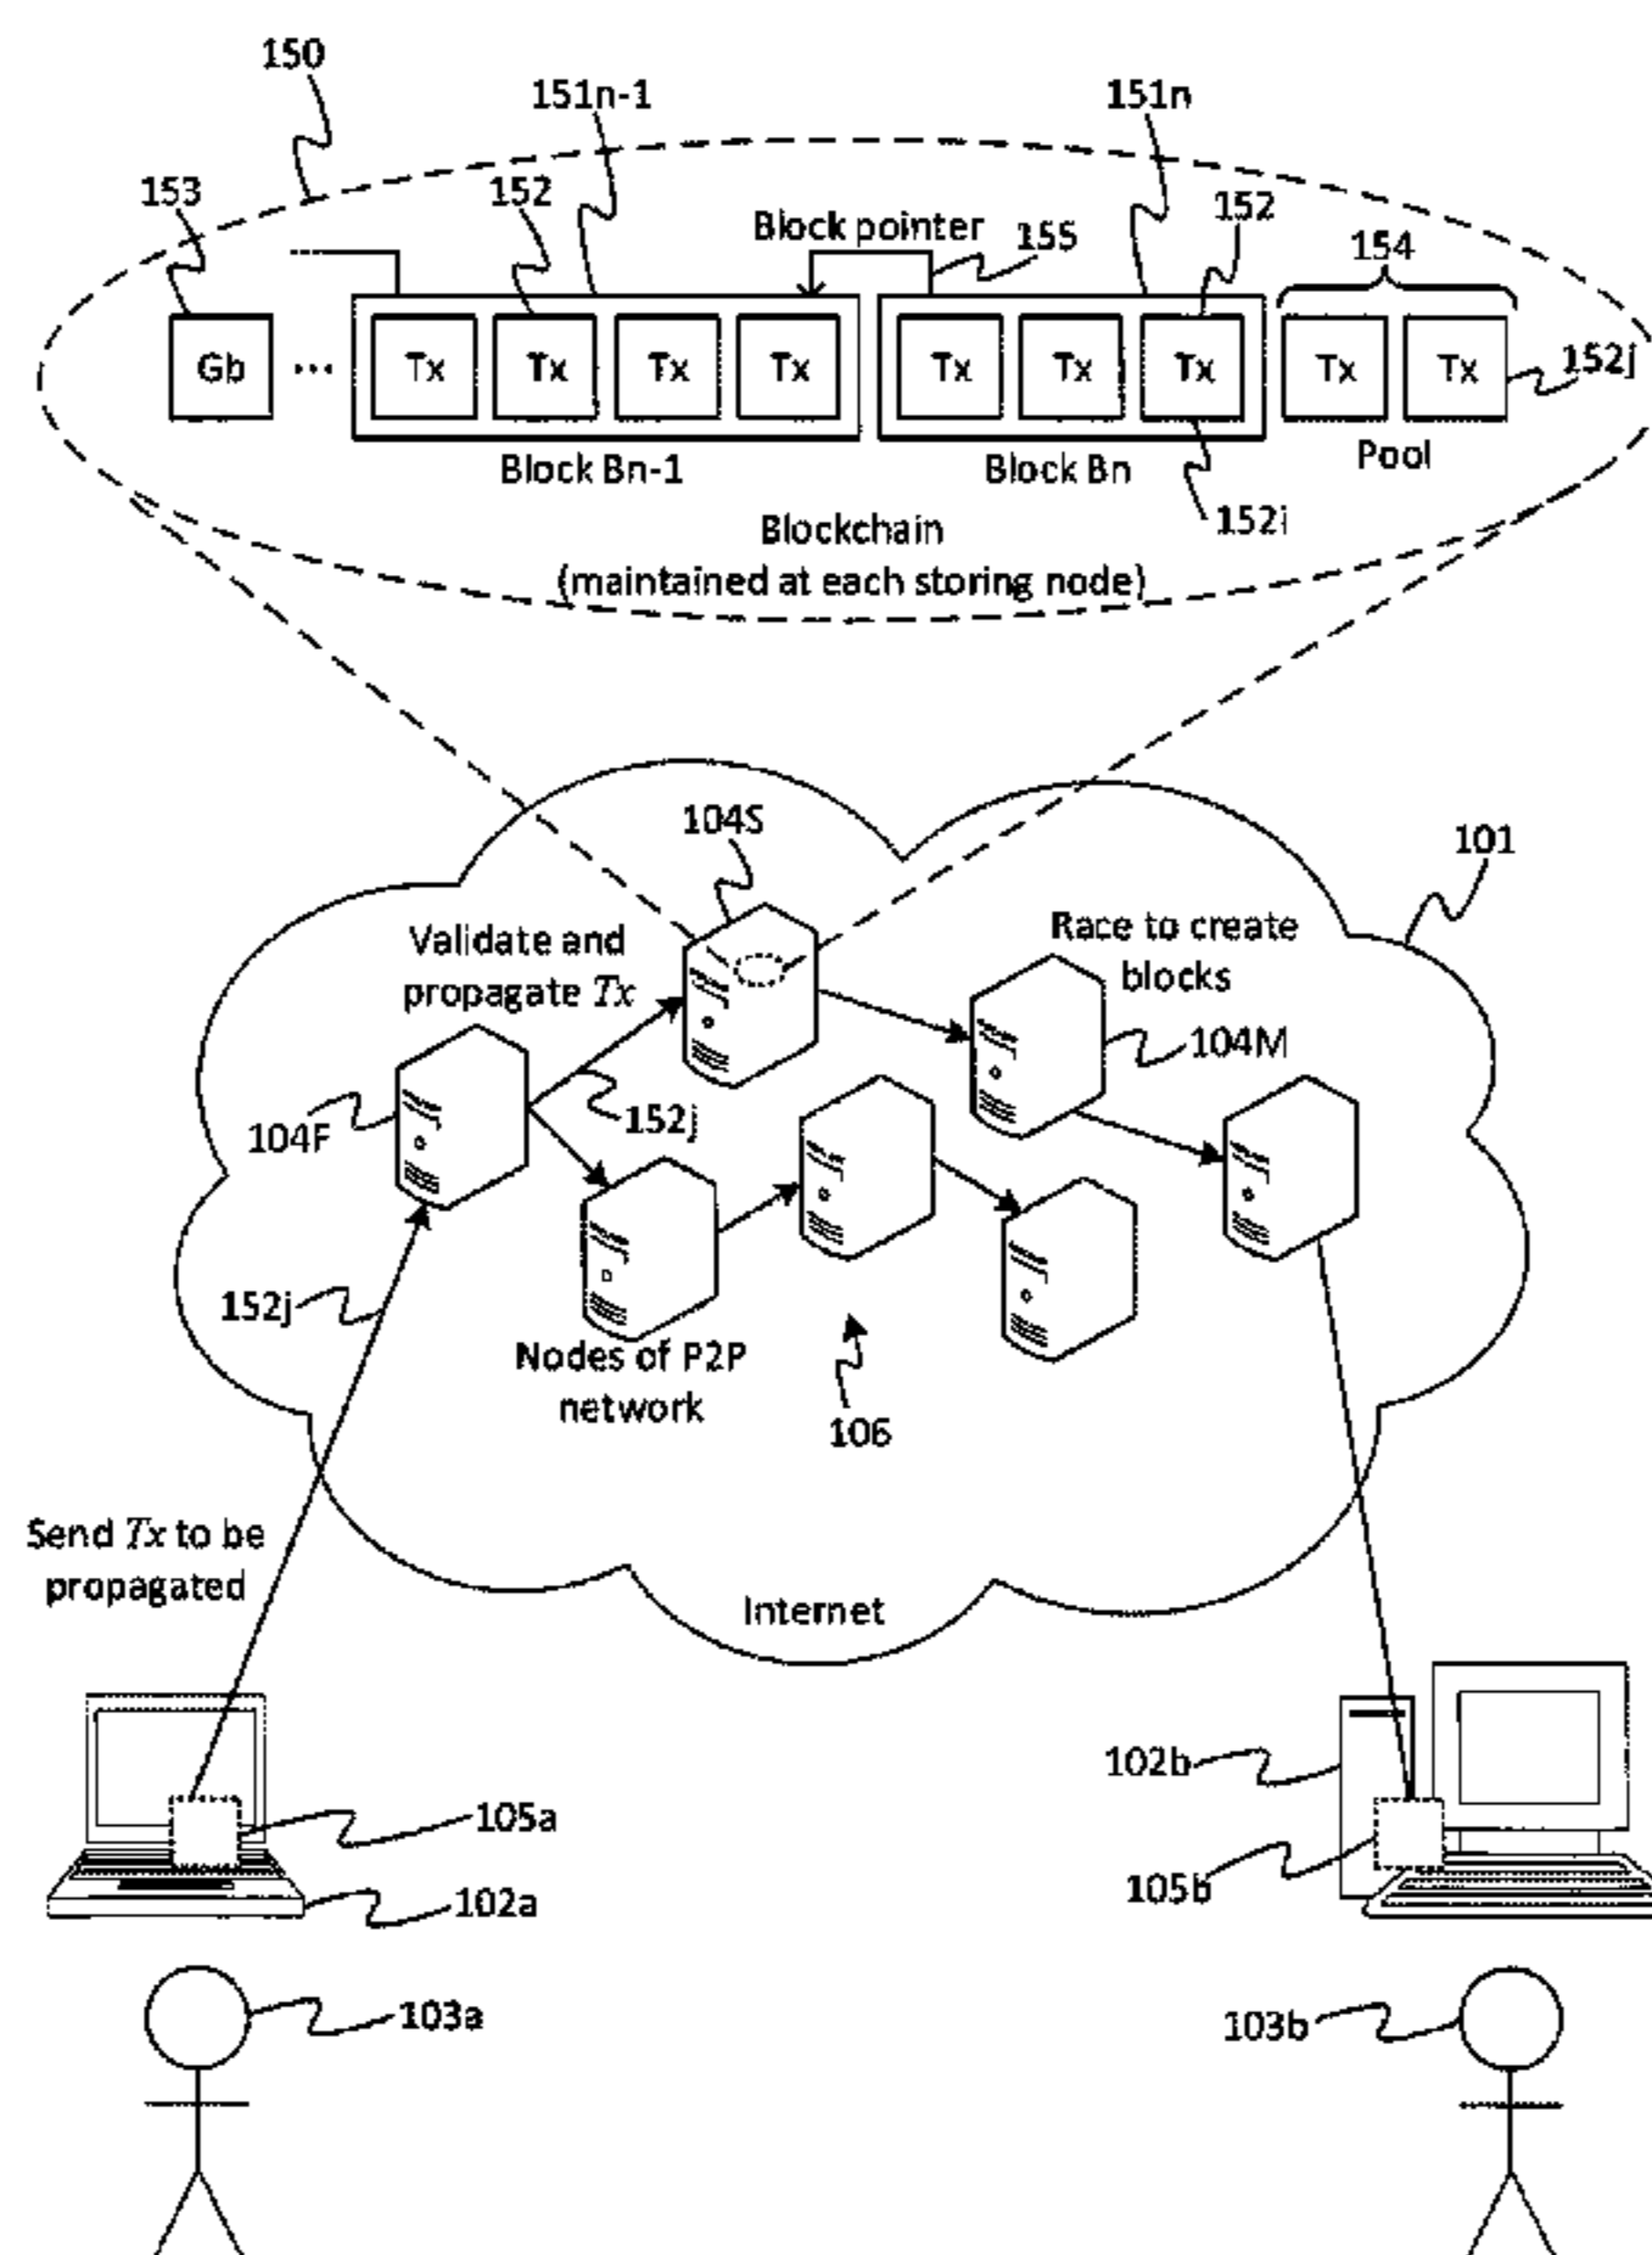 150
151n-1
151n
153
152
152
Block pointer
155
154
Gb
...
Tx
Tx
Tx
Tx
Tx
Tx
Tx
Tx
Tx
152j
Block Bn-1
Block Bn
Pool
152i
Blockchain
(maintained at each storing node)
104S
101
Validate and
propagate Tx
Race to create
blocks
104M
104F
152j
152j
Nodes of P2P
network
106
Send Tx to be
propagated
Internet
102b
105a
105b
102a
103a
103b